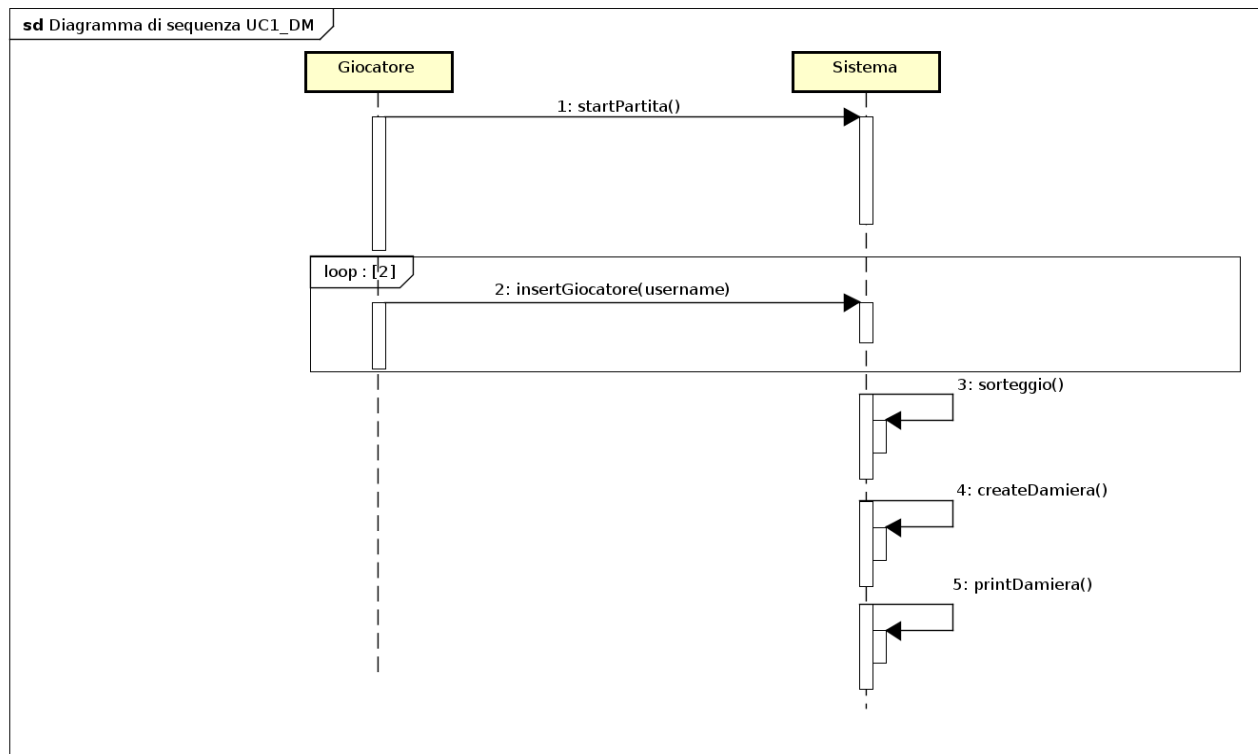 sd Diagramma di sequenza UC1_DM
Giocatore
Sistema
1: startPartita()
loop : [2]
2: insertGiocatore(username)
3: sorteggio()
4: createDamiera()
5: printDamiera()